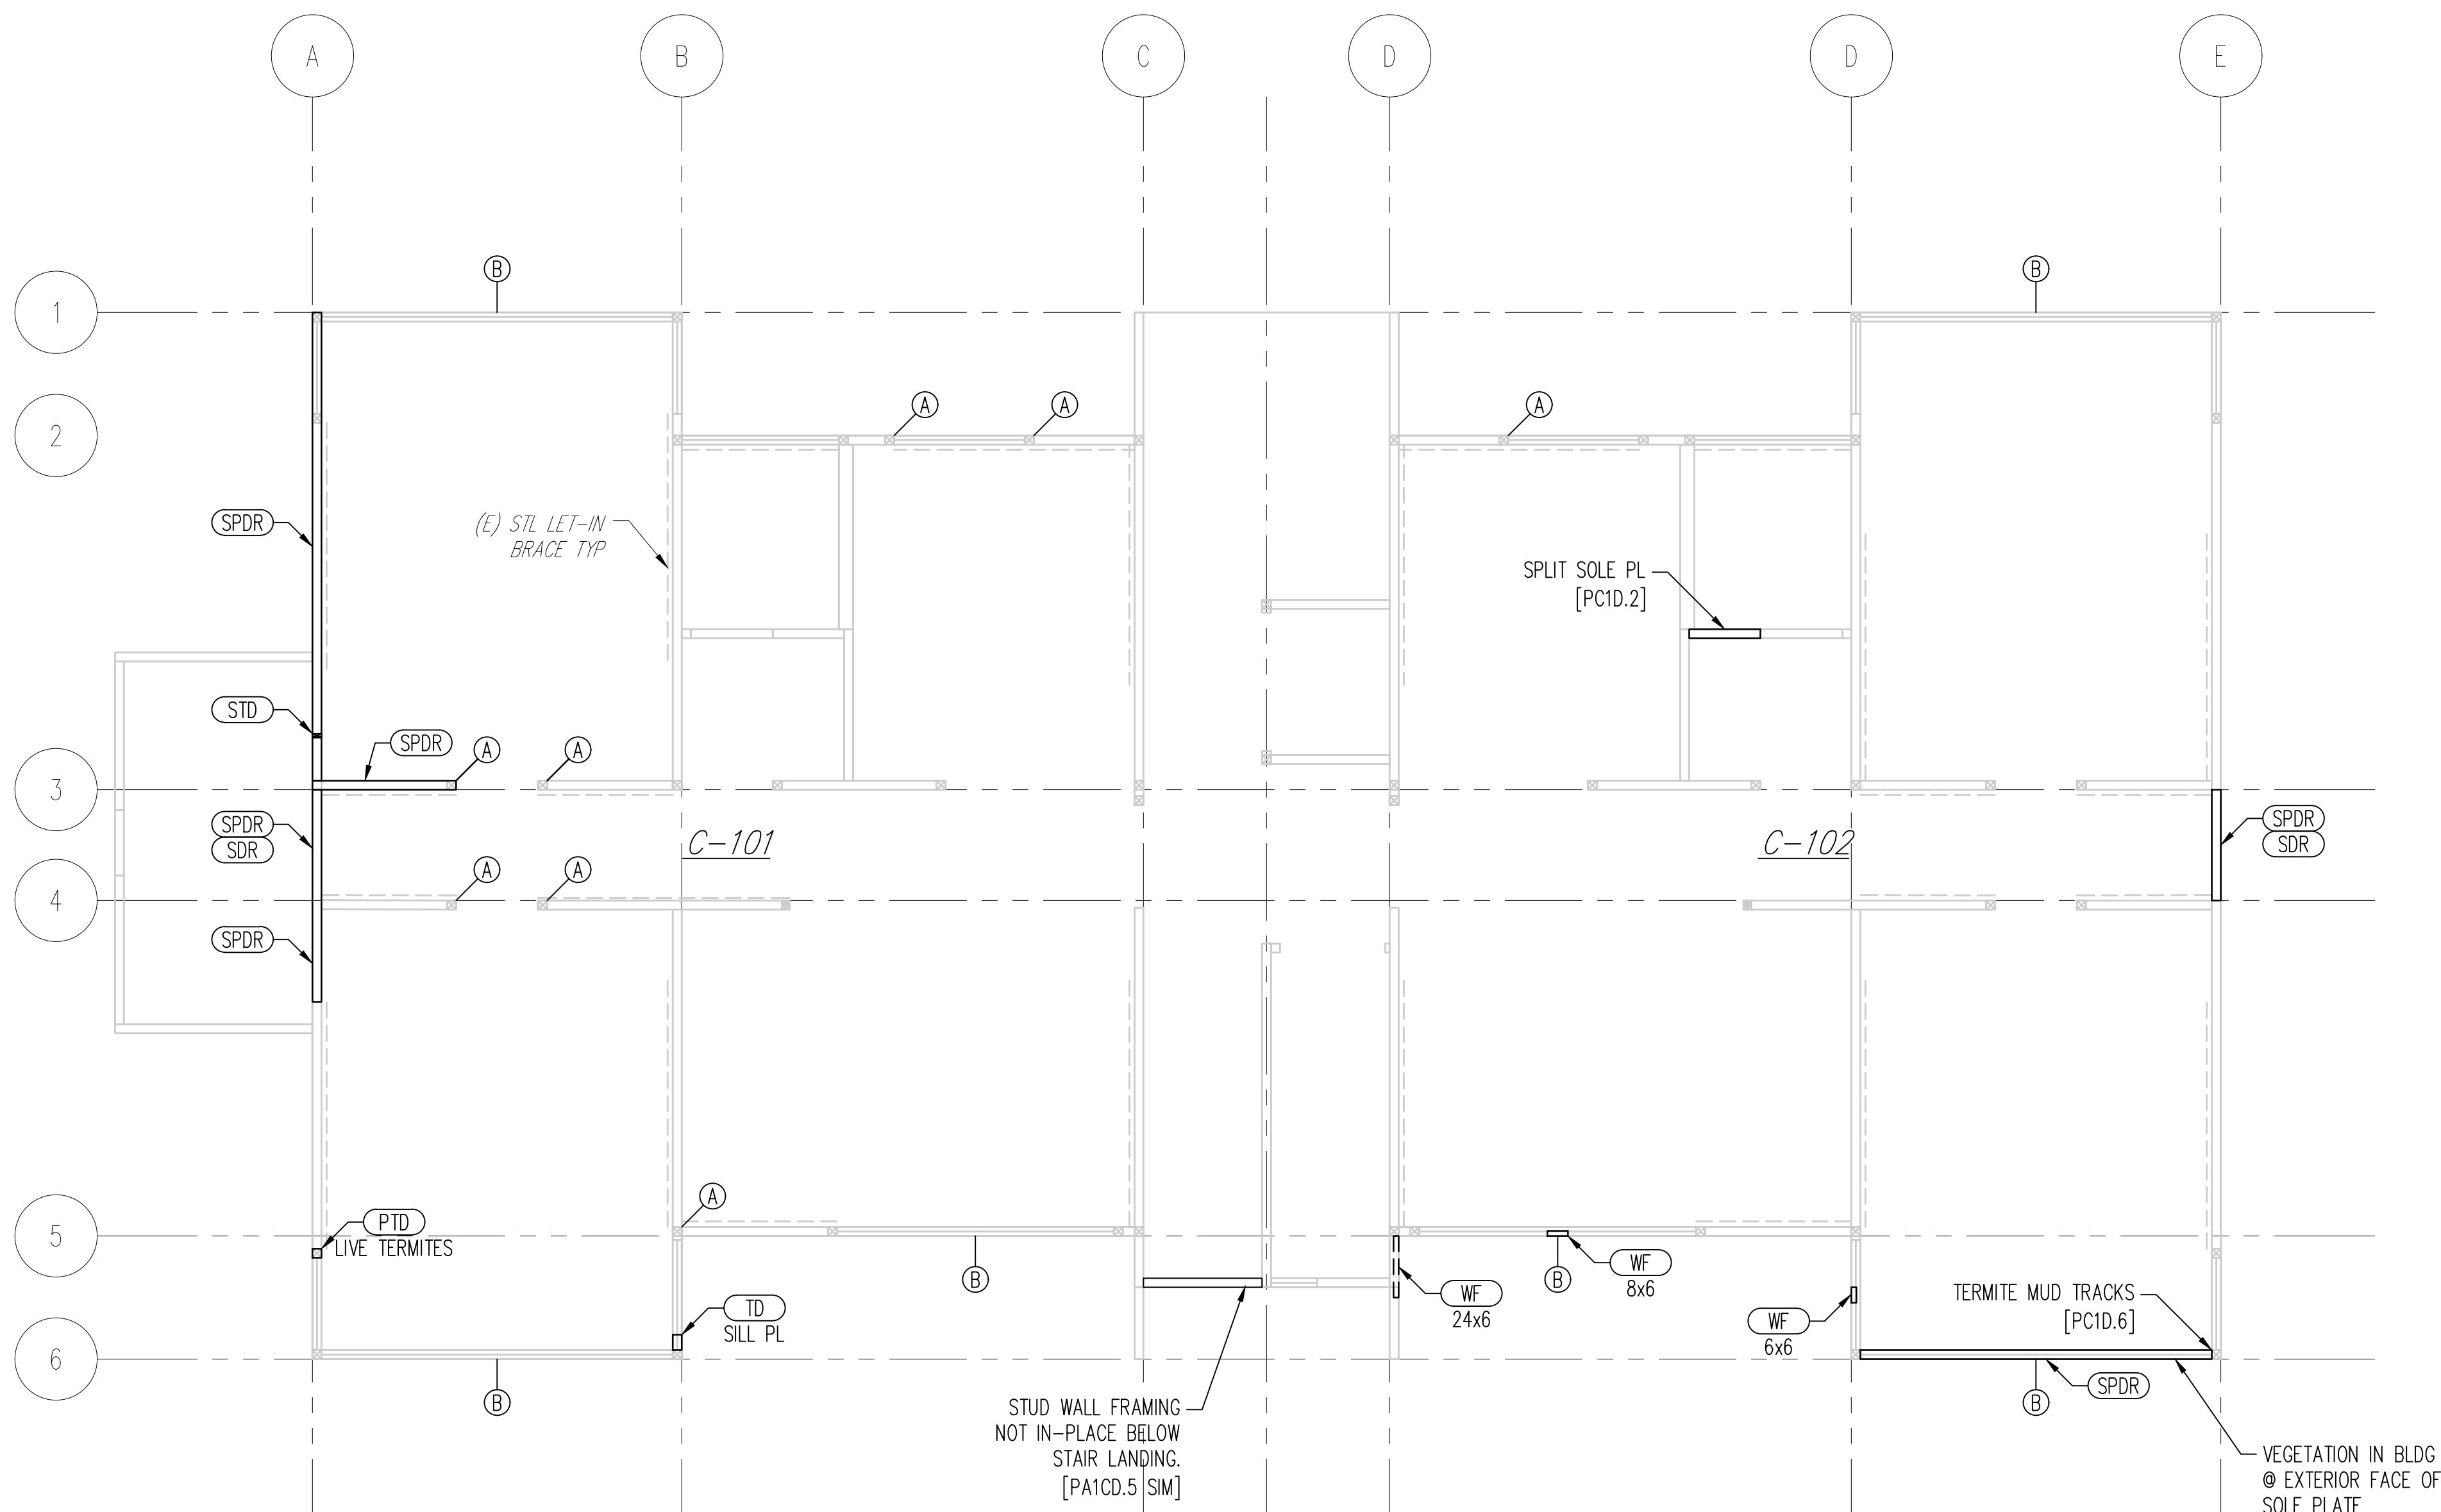 A
B
C
D
D
E
1
B
B
2
A
A
A
SPDR
(E) STL LET-IN
BRACE TYP
SPLIT SOLE PL
[PC1D.2]
STD
SPDR
A
A
3
SPDR
SDR
C-101
C-102
SPDR
SDR
A
A
4
SPDR
A
5
PTD
LIVE TERMITES
B
B
WF
8x6
WF
24x6
TD
SILL PL
WF
6x6
TERMITE MUD TRACKS
[PC1D.6]
6
B
STUD WALL FRAMING
NOT IN-PLACE BELOW
STAIR LANDING.
[PA1CD.5 SIM]
B
SPDR
VEGETATION IN BLDG
@ EXTERIOR FACE OF
SOLE PLATE